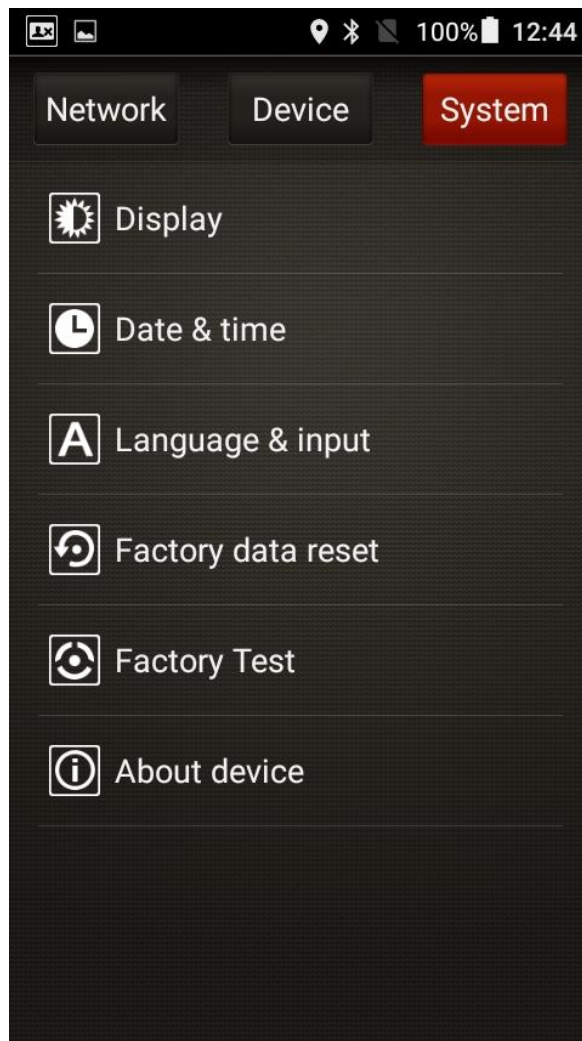 100% 12:44
Network Device System
Display
Date & time
Language & input
Factory data reset
Factory Test
About device